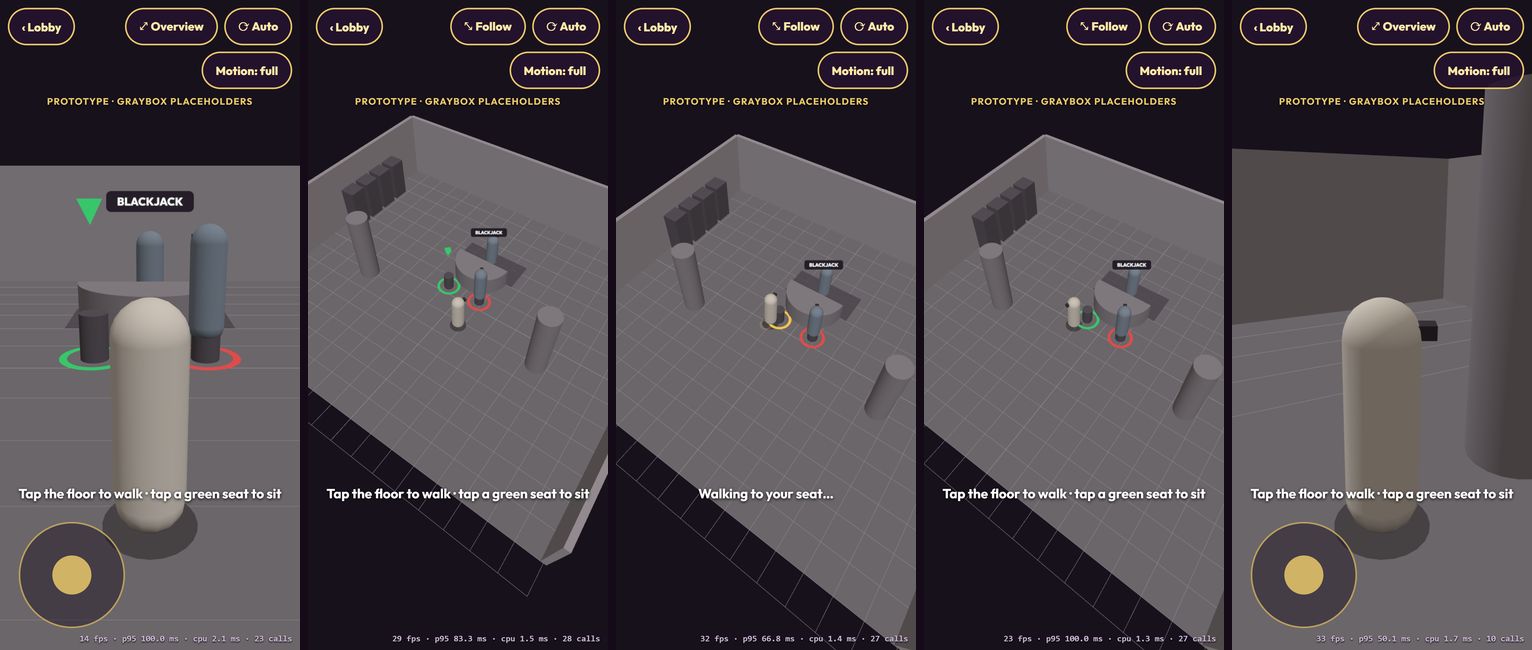 ‹ Lobby
⤢ Overview
⟳ Auto
Motion: full
PROTOTYPE · GRAYBOX PLACEHOLDERS
BLACKJACK
Tap the floor to walk · tap a green seat to sit
14 fps · p95 100.0 ms · cpu 2.1 ms · 23 calls
‹ Lobby
⤡ Follow
⟳ Auto
Motion: full
PROTOTYPE · GRAYBOX PLACEHOLDERS
BLACKJACK
Tap the floor to walk · tap a green seat to sit
29 fps · p95 83.3 ms · cpu 1.5 ms · 28 calls
‹ Lobby
⤡ Follow
⟳ Auto
Motion: full
PROTOTYPE · GRAYBOX PLACEHOLDERS
BLACKJACK
Walking to your seat...
32 fps · p95 66.8 ms · cpu 1.4 ms · 27 calls
‹ Lobby
⤡ Follow
⟳ Auto
Motion: full
PROTOTYPE · GRAYBOX PLACEHOLDERS
BLACKJACK
Tap the floor to walk · tap a green seat to sit
23 fps · p95 100.0 ms · cpu 1.3 ms · 27 calls
‹ Lobby
⤢ Overview
⟳ Auto
Motion: full
PROTOTYPE · GRAYBOX PLACEHOLDERS
Tap the floor to walk · tap a green seat to sit
33 fps · p95 50.1 ms · cpu 1.7 ms · 10 calls